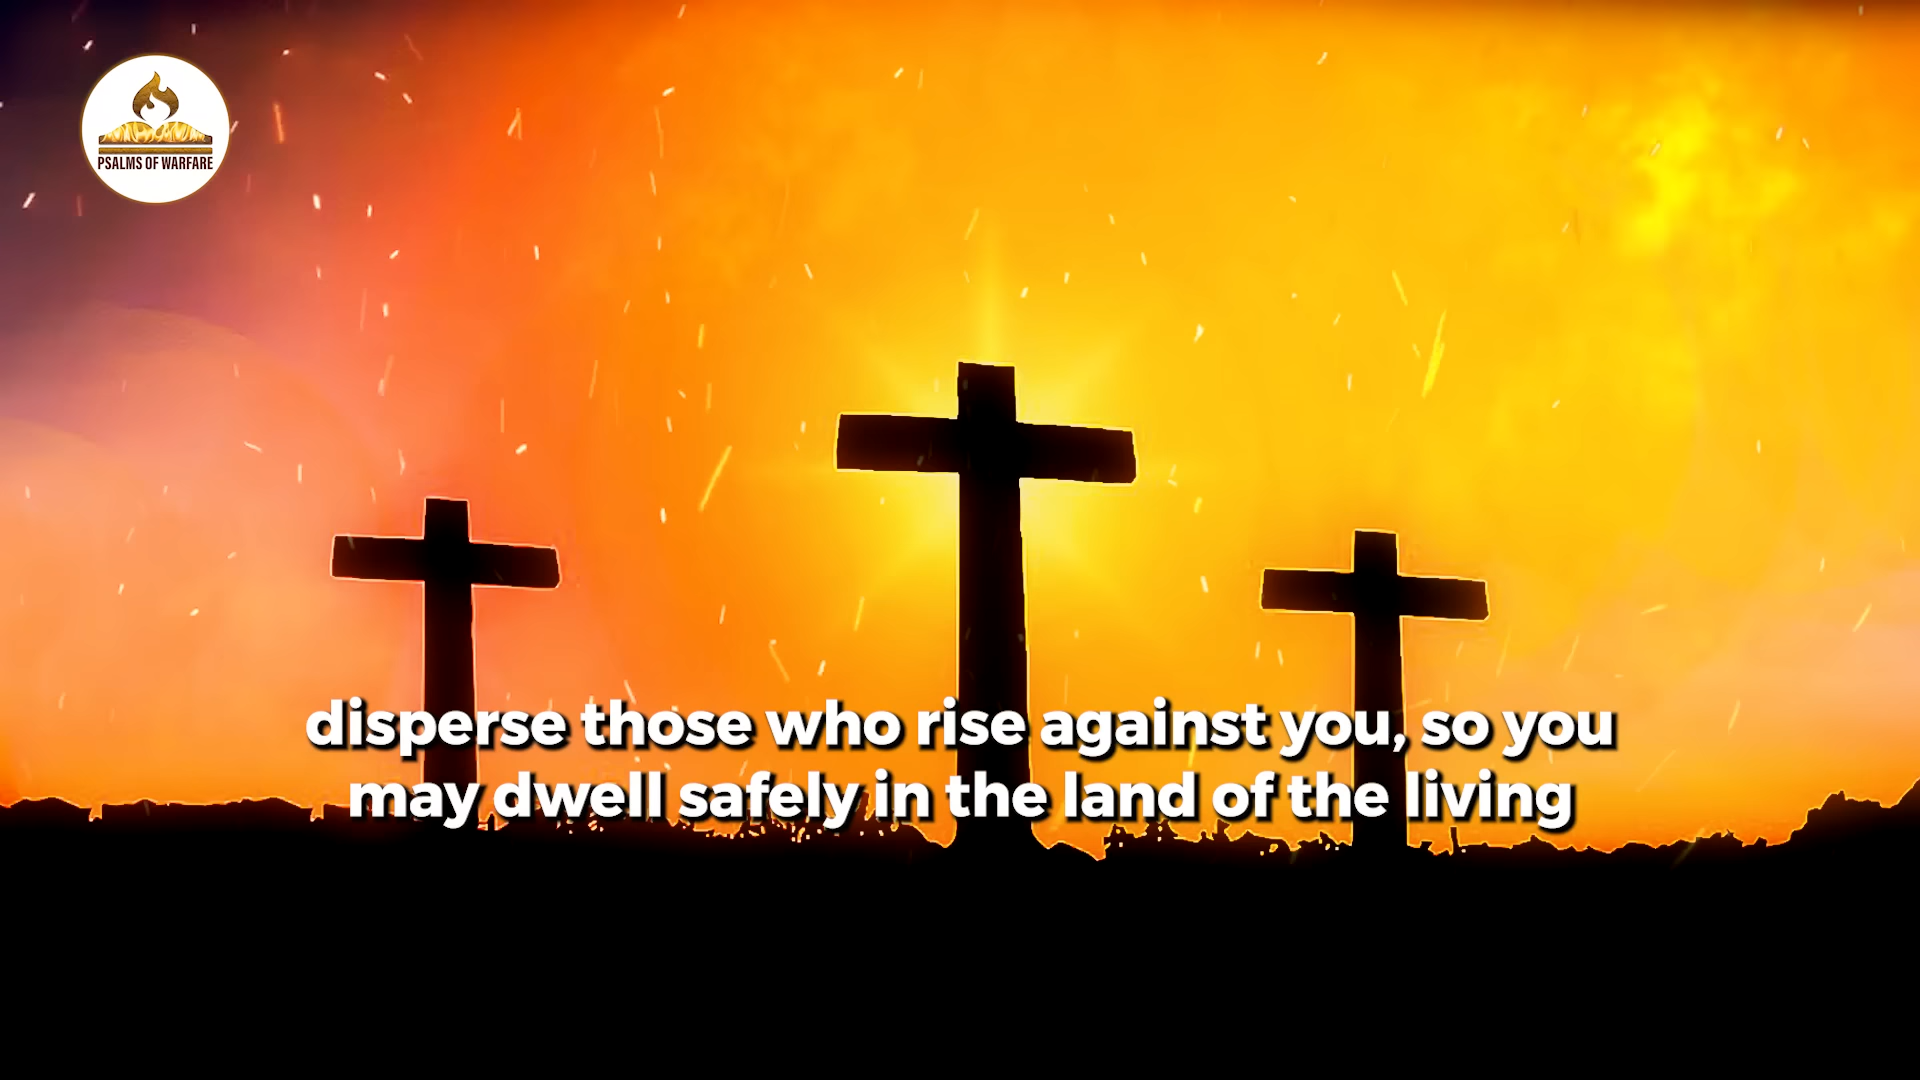 PSALMS OF WARFARE
disperse those who rise against you, so you
may dwell safely in the land of the living